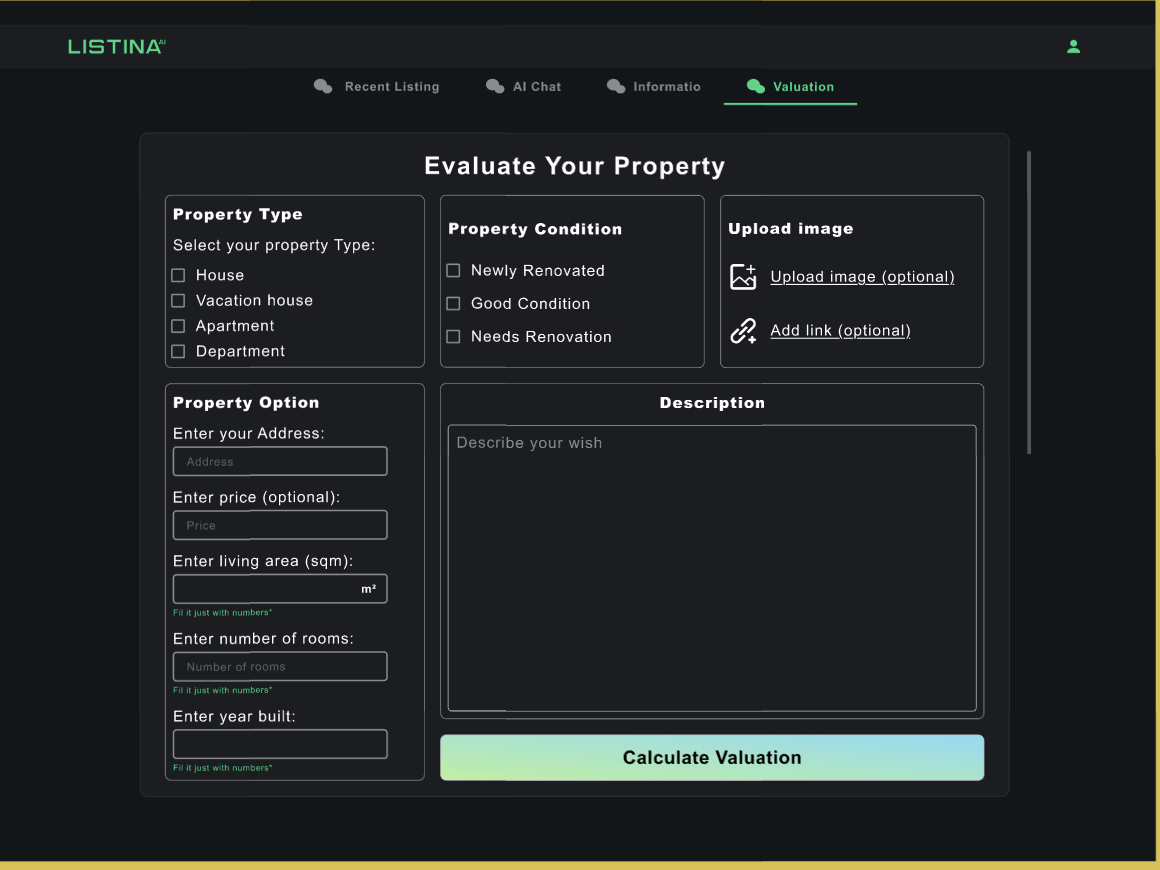 LISTINA AI
Recent Listing
AI Chat
Informatio
Valuation
Evaluate Your Property
Property Type
Select your property Type:
House
Vacation house
Apartment
Department
Property Condition
Newly Renovated
Good Condition
Needs Renovation
Upload image
Upload image (optional)
Add link (optional)
Property Option
Enter your Address:
Address
Enter price (optional):
Price
Enter living area (sqm):
m²
Fil it just with numbers*
Enter number of rooms:
Number of rooms
Fil it just with numbers*
Enter year built:
Fil it just with numbers*
Description
Describe your wish
Calculate Valuation